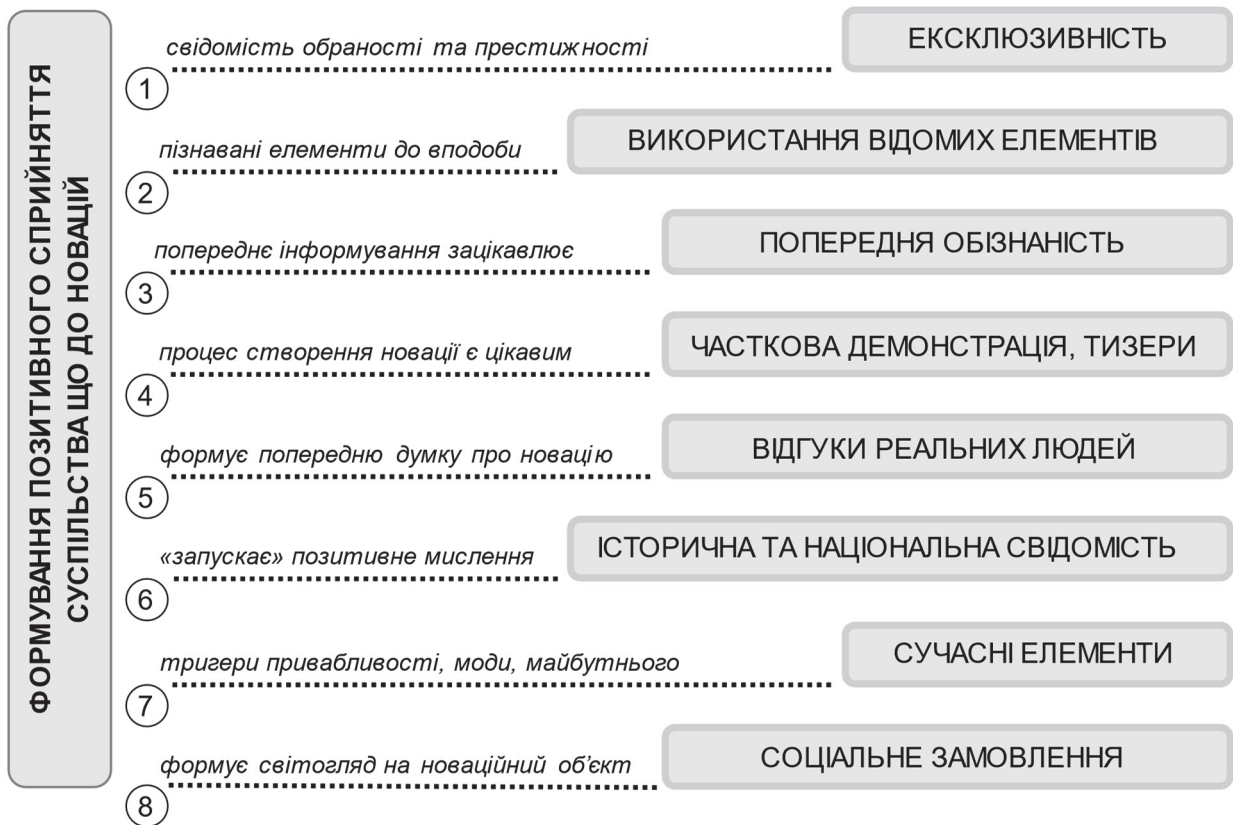 ФОРМУВАННЯ ПОЗИТИВНОГО СПРИЙНЯТТЯ
СУСПІЛЬСТВА ЩО ДО НОВАЦІЙ
свідомість обраності та престижності
ЕКСКЛЮЗИВНІСТЬ
1
пізнавані елементи до вподоби
ВИКОРИСТАННЯ ВІДОМИХ ЕЛЕМЕНТІВ
2
попереднє інформування зацікавлює
ПОПЕРЕДНЯ ОБІЗНАНІСТЬ
3
процес створення новації є цікавим
ЧАСТКОВА ДЕМОНСТРАЦІЯ, ТИЗЕРИ
4
формує попередню думку про новацію
ВІДГУКИ РЕАЛЬНИХ ЛЮДЕЙ
5
«запускає» позитивне мислення
ІСТОРИЧНА ТА НАЦІОНАЛЬНА СВІДОМІСТЬ
6
тригери привабливості, моди, майбутнього
СУЧАСНІ ЕЛЕМЕНТИ
7
формує світогляд на новаційний об’єкт
СОЦІАЛЬНЕ ЗАМОВЛЕННЯ
8